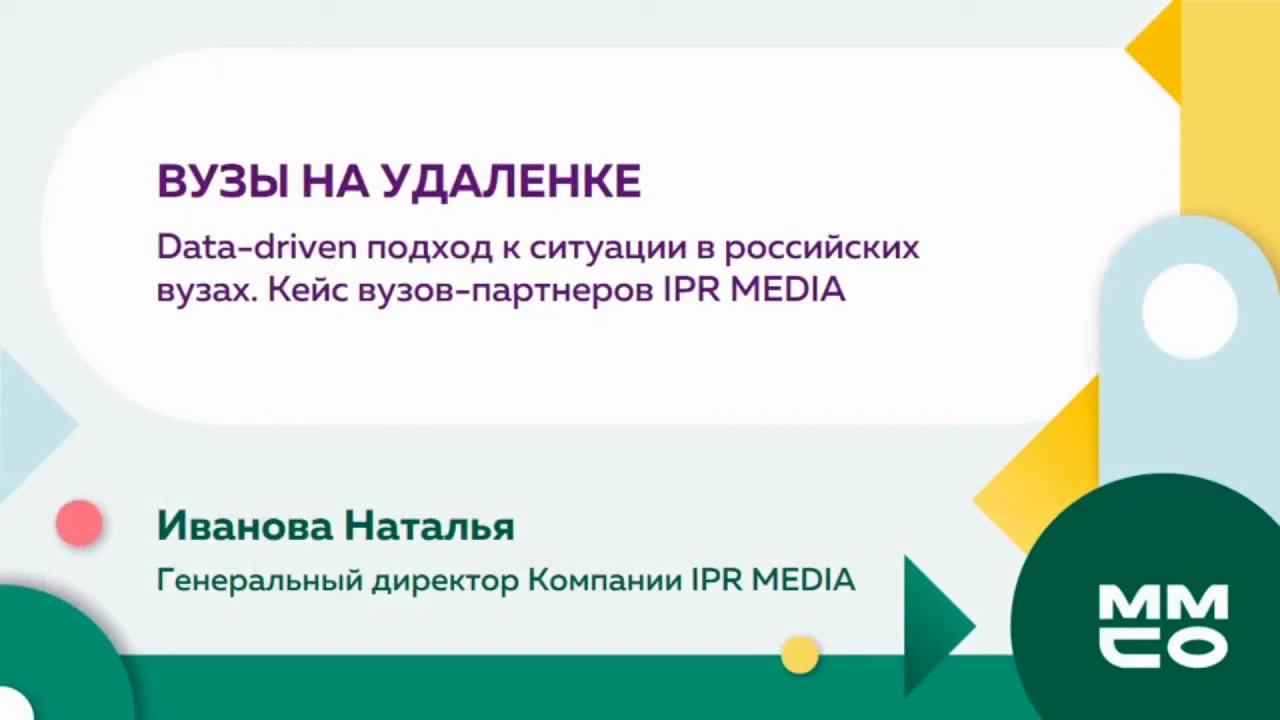 ВУЗЫ НА УДАЛЕНКЕ
Data-driven подход к ситуации в российских
вузах. Кейс вузов-партнеров IPR MEDIA
Иванова Наталья
Генеральный директор Компании IPR MEDIA
ММ
СО